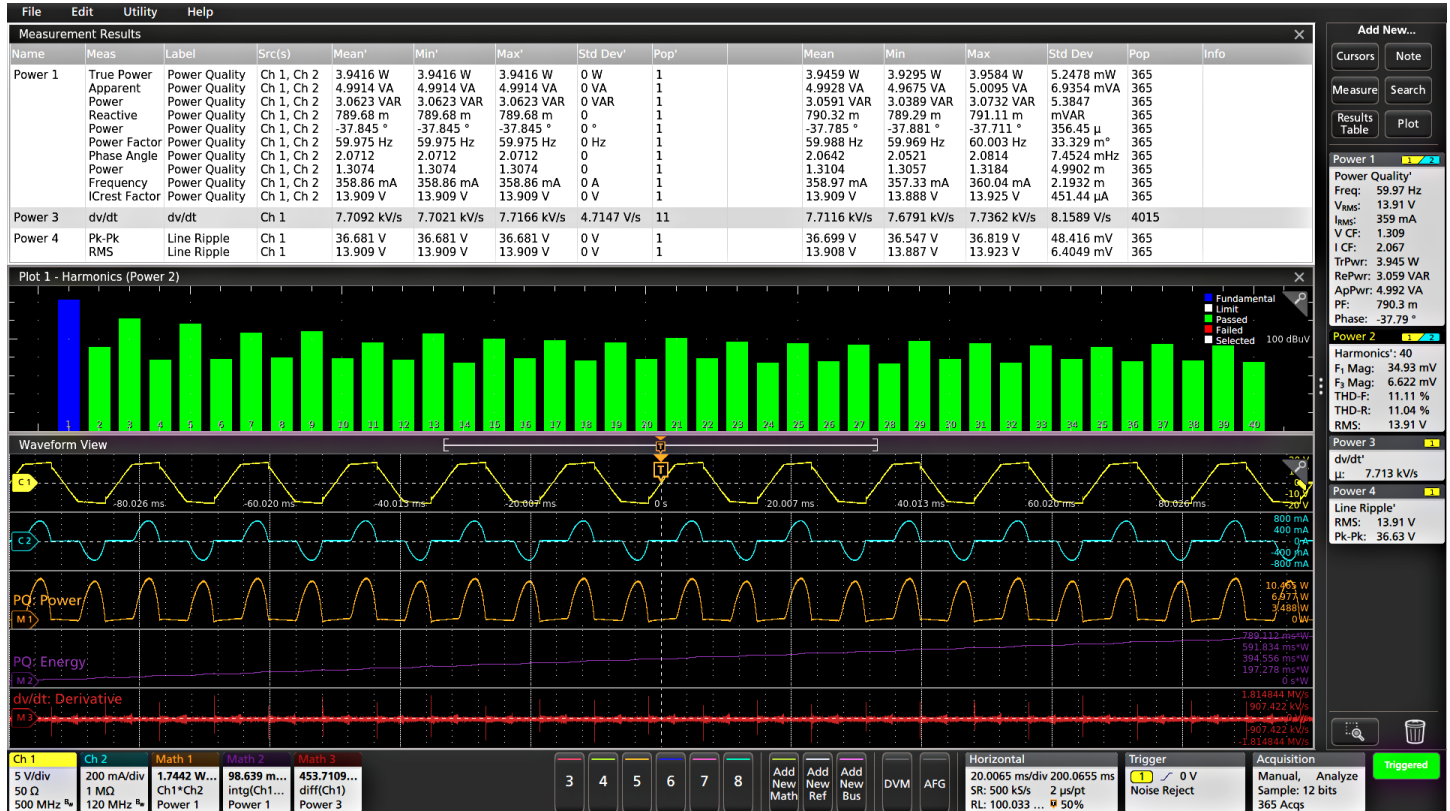 File Edit Utility Help
Measurement Results
Name Meas Label Src(s) Mean' Min' Max' Std Dev' Pop' Mean Min Max Std Dev Pop Info
Power 1 True Power Power Quality Ch 1, Ch 2 3.9416 W 3.9416 W 3.9416 W 0 W 1 3.9459 W 3.9295 W 3.9584 W 5.2478 mW 365
Apparent Power Quality Ch 1, Ch 2 4.9914 VA 4.9914 VA 4.9914 VA 0 VA 1 4.9928 VA 4.9675 VA 5.0095 VA 6.9354 mVA 365
Power Power Quality Ch 1, Ch 2 3.0623 VAR 3.0623 VAR 3.0623 VAR 0 VAR 1 3.0591 VAR 3.0389 VAR 3.0732 VAR 5.3847 365
Reactive Power Quality Ch 1, Ch 2 789.68 m 789.68 m 789.68 m 0 1 790.32 m 789.29 m 791.11 m mVAR 365
Power Power Quality Ch 1, Ch 2 -37.845 ° -37.845 ° -37.845 ° 0 ° 1 -37.785 ° -37.881 ° -37.711 ° 356.45 µ 365
Power Factor Power Quality Ch 1, Ch 2 59.975 Hz 59.975 Hz 59.975 Hz 0 Hz 1 59.988 Hz 59.969 Hz 60.003 Hz 33.329 m° 365
Phase Angle Power Quality Ch 1, Ch 2 2.0712 2.0712 2.0712 0 1 2.0642 2.0521 2.0814 7.4524 mHz 365
Power Power Quality Ch 1, Ch 2 1.3074 1.3074 1.3074 0 1 1.3104 1.3057 1.3184 4.9902 m 365
Frequency Power Quality Ch 1, Ch 2 358.86 mA 358.86 mA 358.86 mA 0 A 1 358.97 mA 357.33 mA 360.04 mA 2.1932 m 365
ICrest Factor Power Quality Ch 1, Ch 2 13.909 V 13.909 V 13.909 V 0 V 1 13.909 V 13.888 V 13.925 V 451.44 µA 365
Power 3 dv/dt dv/dt Ch 1 7.7092 kV/s 7.7021 kV/s 7.7166 kV/s 4.7147 V/s 11 7.7116 kV/s 7.6791 kV/s 7.7362 kV/s 8.1589 V/s 4015
Power 4 Pk-Pk Line Ripple Ch 1 36.681 V 36.681 V 36.681 V 0 V 1 36.699 V 36.547 V 36.819 V 48.416 mV 365
RMS Line Ripple Ch 1 13.909 V 13.909 V 13.909 V 0 V 1 13.908 V 13.887 V 13.923 V 6.4049 mV 365
Plot 1 - Harmonics (Power 2)
Fundamental
Limit
Passed
Failed
Selected
100 dBuV
1 2 3 4 5 6 7 8 9 10 11 12 13 14 15 16 17 18 19 20 21 22 23 24 25 26 27 28 29 30 31 32 33 34 35 36 37 38 39 40
Waveform View
T
T
C 1
-10 V
-20 V
-80.026 ms -60.020 ms -40.013 ms -20.007 ms 0 s 20.007 ms 40.013 ms 60.020 ms 80.026 ms
C 2
800 mA
400 mA
0 A
-400 mA
-800 mA
PQ: Power
M 1
10.465 W
6.977 W
3.488 W
0 W
PQ: Energy
M 2
789.112 ms*W
591.834 ms*W
394.556 ms*W
197.278 ms*W
0 s*W
dv/dt: Derivative
M 3
1.814844 MV/s
907.422 kV/s
-907.422 kV/s
-1.814844 MV/s
Add New...
Cursors Note
Measure Search
Results Table Plot
Power 1 1 2
Power Quality'
Freq: 59.97 Hz
VRMS: 13.91 V
IRMS: 359 mA
V CF: 1.309
I CF: 2.067
TrPwr: 3.945 W
RePwr: 3.059 VAR
ApPwr: 4.992 VA
PF: 790.3 m
Phase: -37.79 °
Power 2 1 2
Harmonics': 40
F1 Mag: 34.93 mV
F3 Mag: 6.622 mV
THD-F: 11.11 %
THD-R: 11.04 %
RMS: 13.91 V
Power 3 1
dv/dt'
µ: 7.713 kV/s
Power 4 1
Line Ripple'
RMS: 13.91 V
Pk-Pk: 36.63 V
Ch 1
5 V/div
50 Ω
500 MHz Bw
Ch 2
200 mA/div
1 MΩ
120 MHz Bw
Math 1
1.7442 W...
Ch1*Ch2
Power 1
Math 2
98.639 m...
intg(Ch1...
Power 1
Math 3
453.7109...
diff(Ch1)
Power 3
3 4 5 6 7 8
Add New Math
Add New Ref
Add New Bus
DVM
AFG
Horizontal
20.0065 ms/div 200.0655 ms
SR: 500 kS/s 2 µs/pt
RL: 100.033 ... 50%
Trigger
1 0 V
Noise Reject
Acquisition
Manual, Analyze
Sample: 12 bits
365 Acqs
Triggered